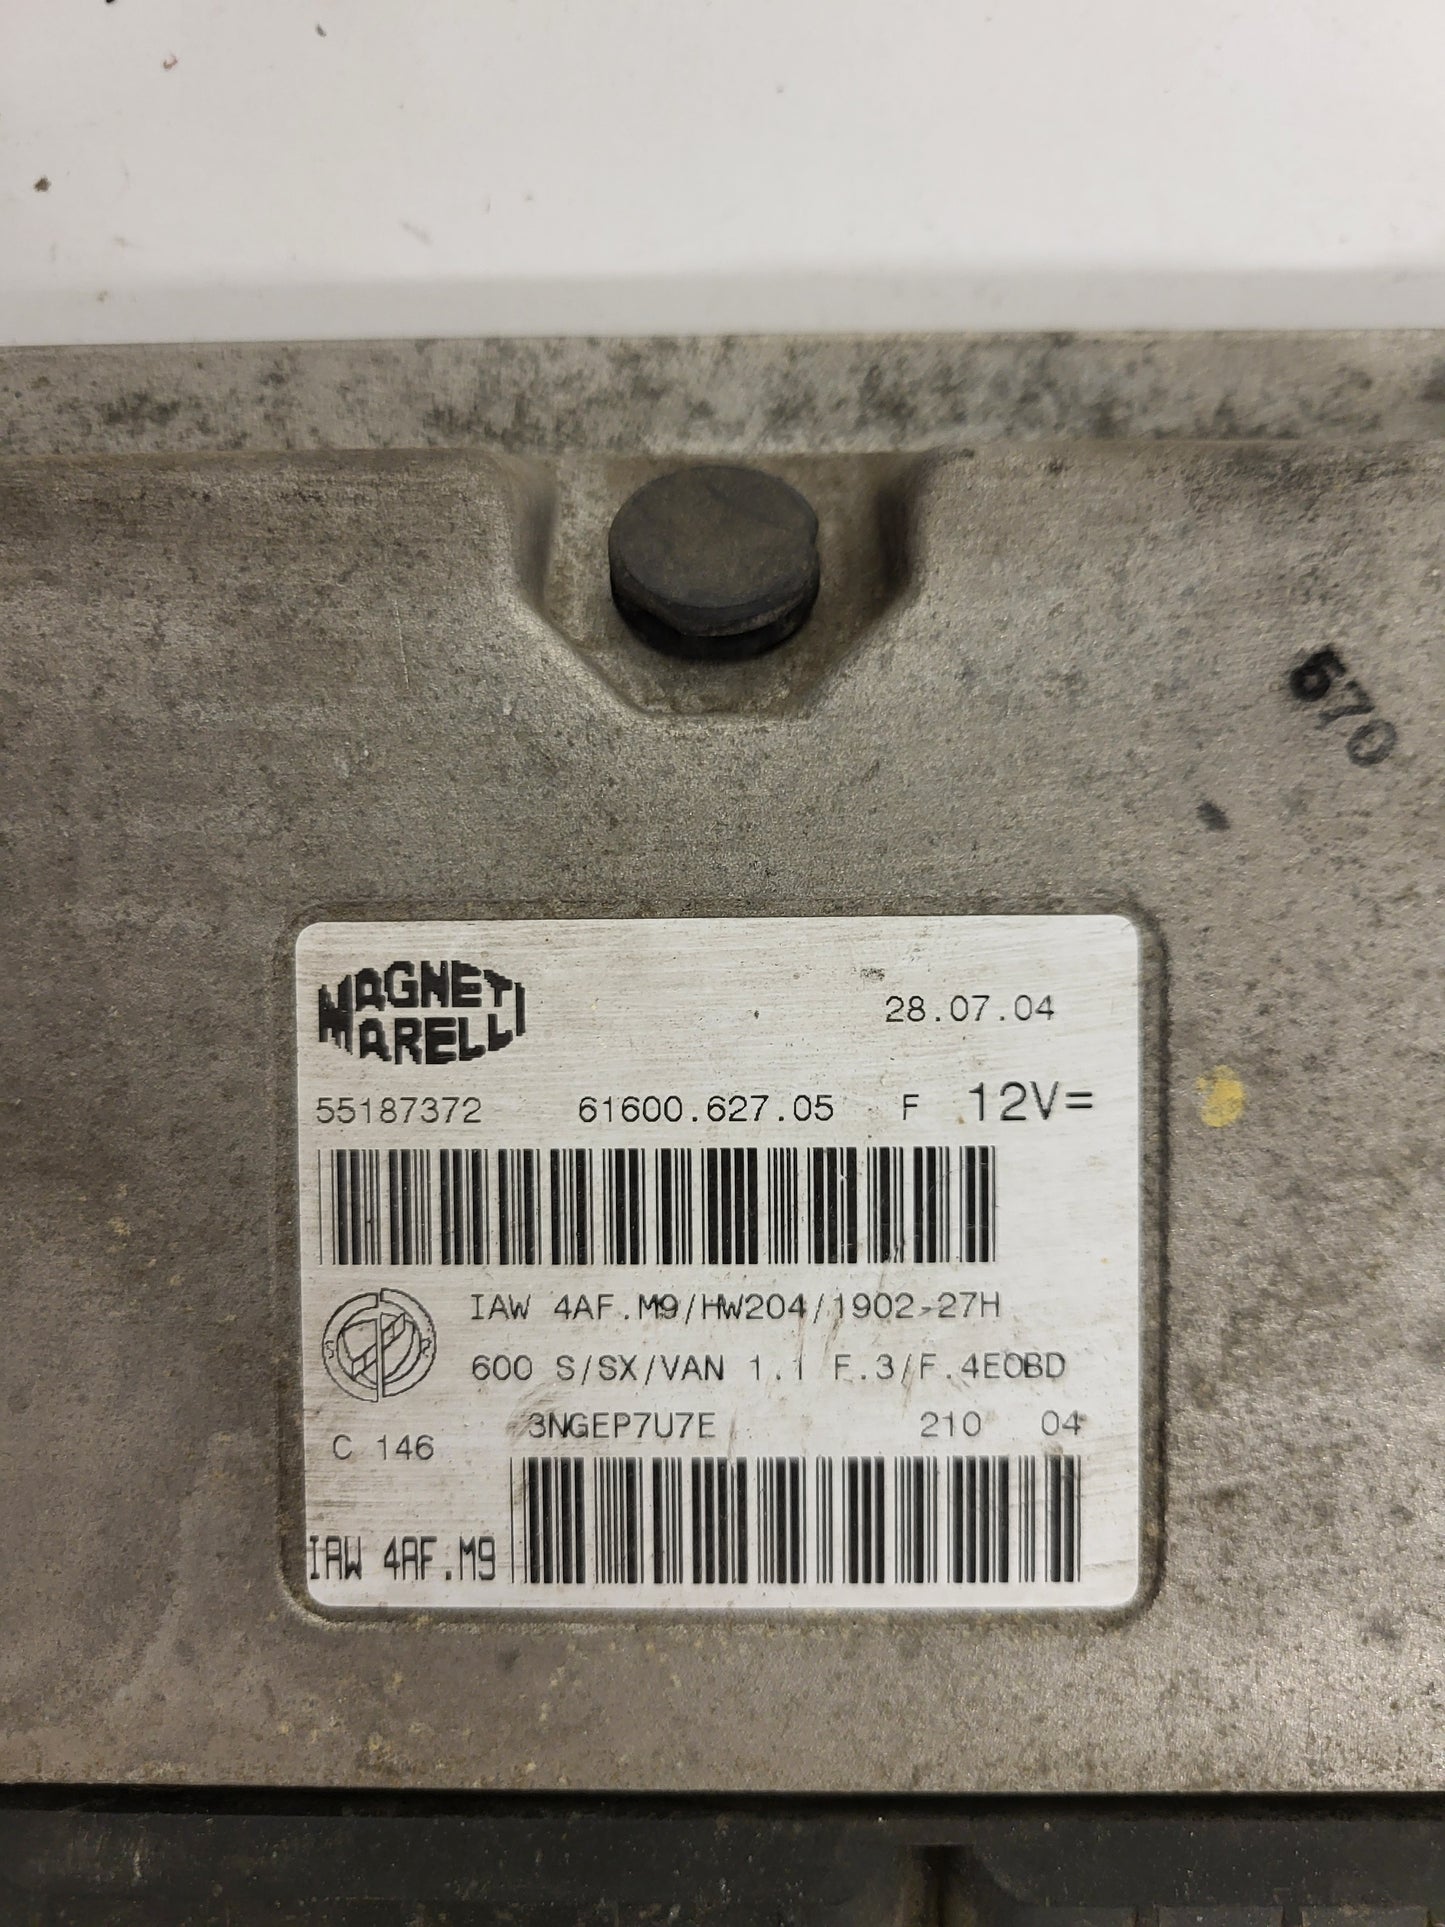 570
MAGNETI
MARELLI
28.07.04
55187372 61600.627.05 F 12V=
IAW 4AF.M9/HW204/1902-27H
600 S/SX/VAN 1.1 F.3/F.4EOBD
3NGEP7U7E 210 04
C 146
IAW 4AF.M9